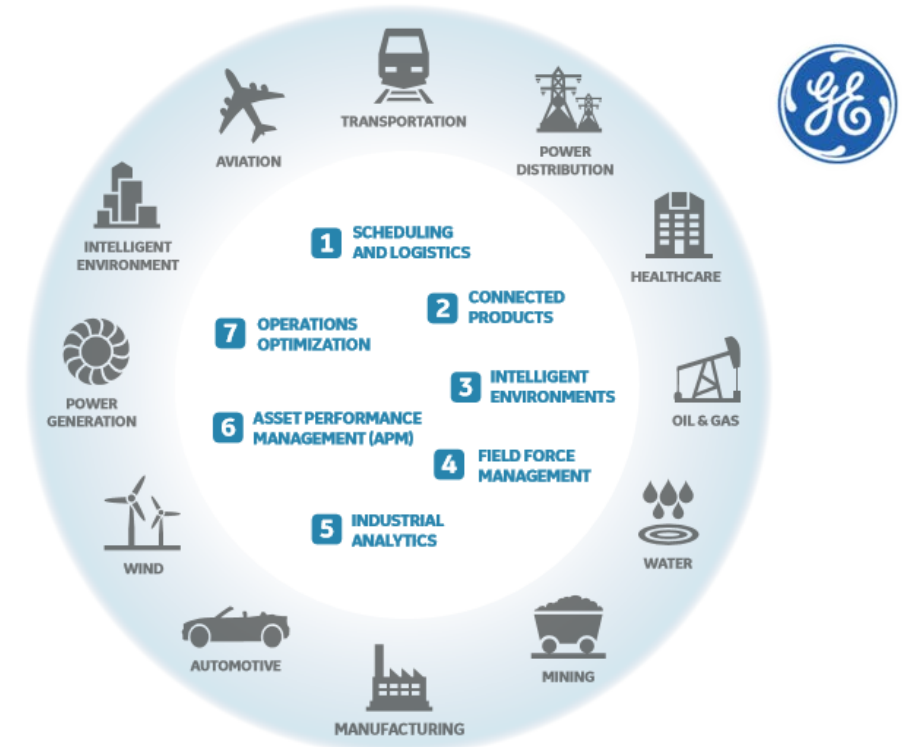 GE
TRANSPORTATION
POWER
DISTRIBUTION
HEALTHCARE
OIL & GAS
WATER
MINING
MANUFACTURING
AUTOMOTIVE
WIND
POWER
GENERATION
INTELLIGENT
ENVIRONMENT
AVIATION
1 SCHEDULING
AND LOGISTICS
2 CONNECTED
PRODUCTS
3 INTELLIGENT
ENVIRONMENTS
4 FIELD FORCE
MANAGEMENT
5 INDUSTRIAL
ANALYTICS
6 ASSET PERFORMANCE
MANAGEMENT (APM)
7 OPERATIONS
OPTIMIZATION